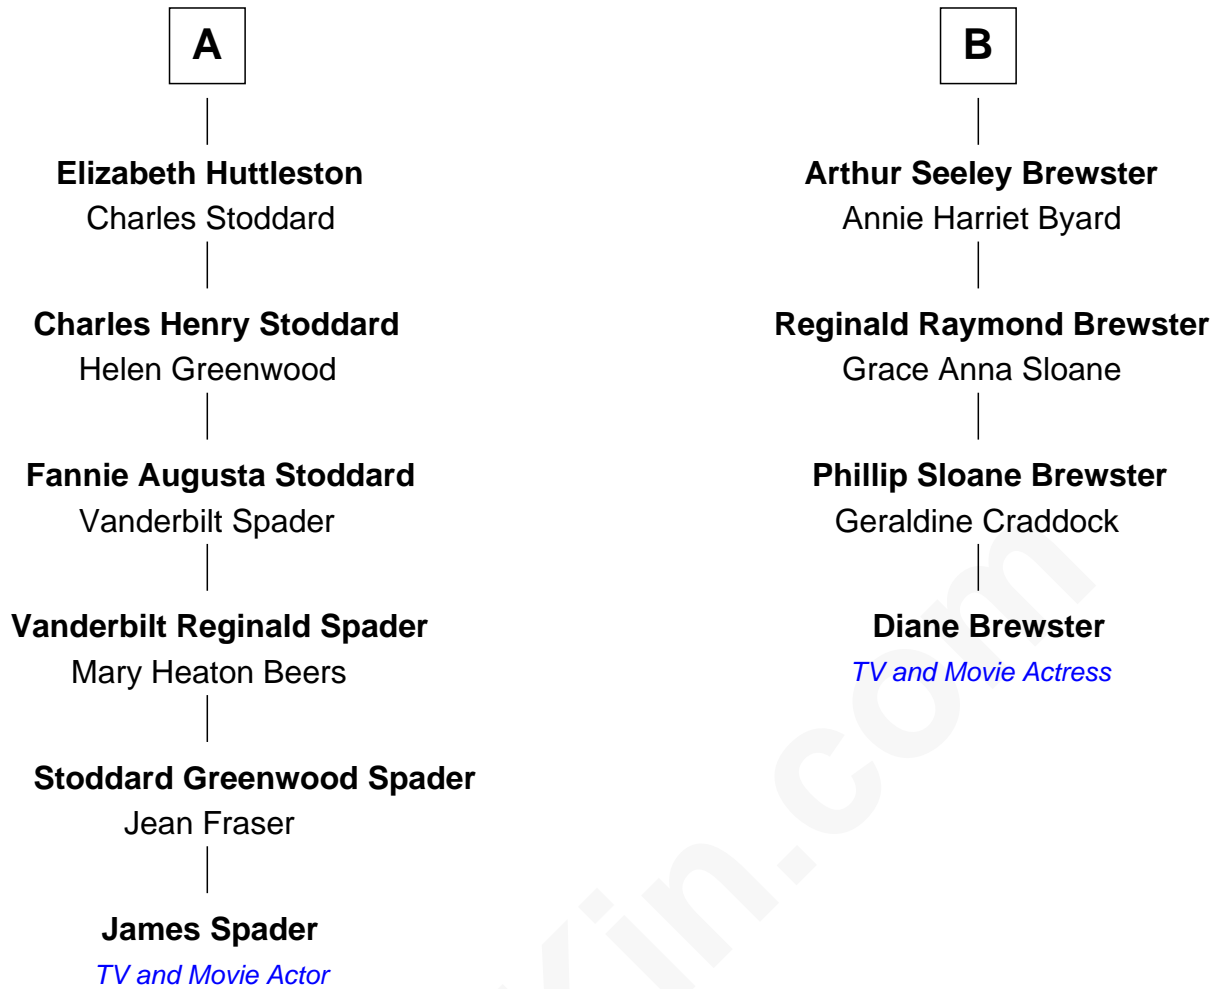 A
Elizabeth Huttleston
Charles Stoddard
Charles Henry Stoddard
Helen Greenwood
Fannie Augusta Stoddard
Vanderbilt Spader
Vanderbilt Reginald Spader
Mary Heaton Beers
Stoddard Greenwood Spader
Jean Fraser
James Spader
TV and Movie Actor
B
Arthur Seeley Brewster
Annie Harriet Byard
Reginald Raymond Brewster
Grace Anna Sloane
Phillip Sloane Brewster
Geraldine Craddock
Diane Brewster
TV and Movie Actress
Kin.com